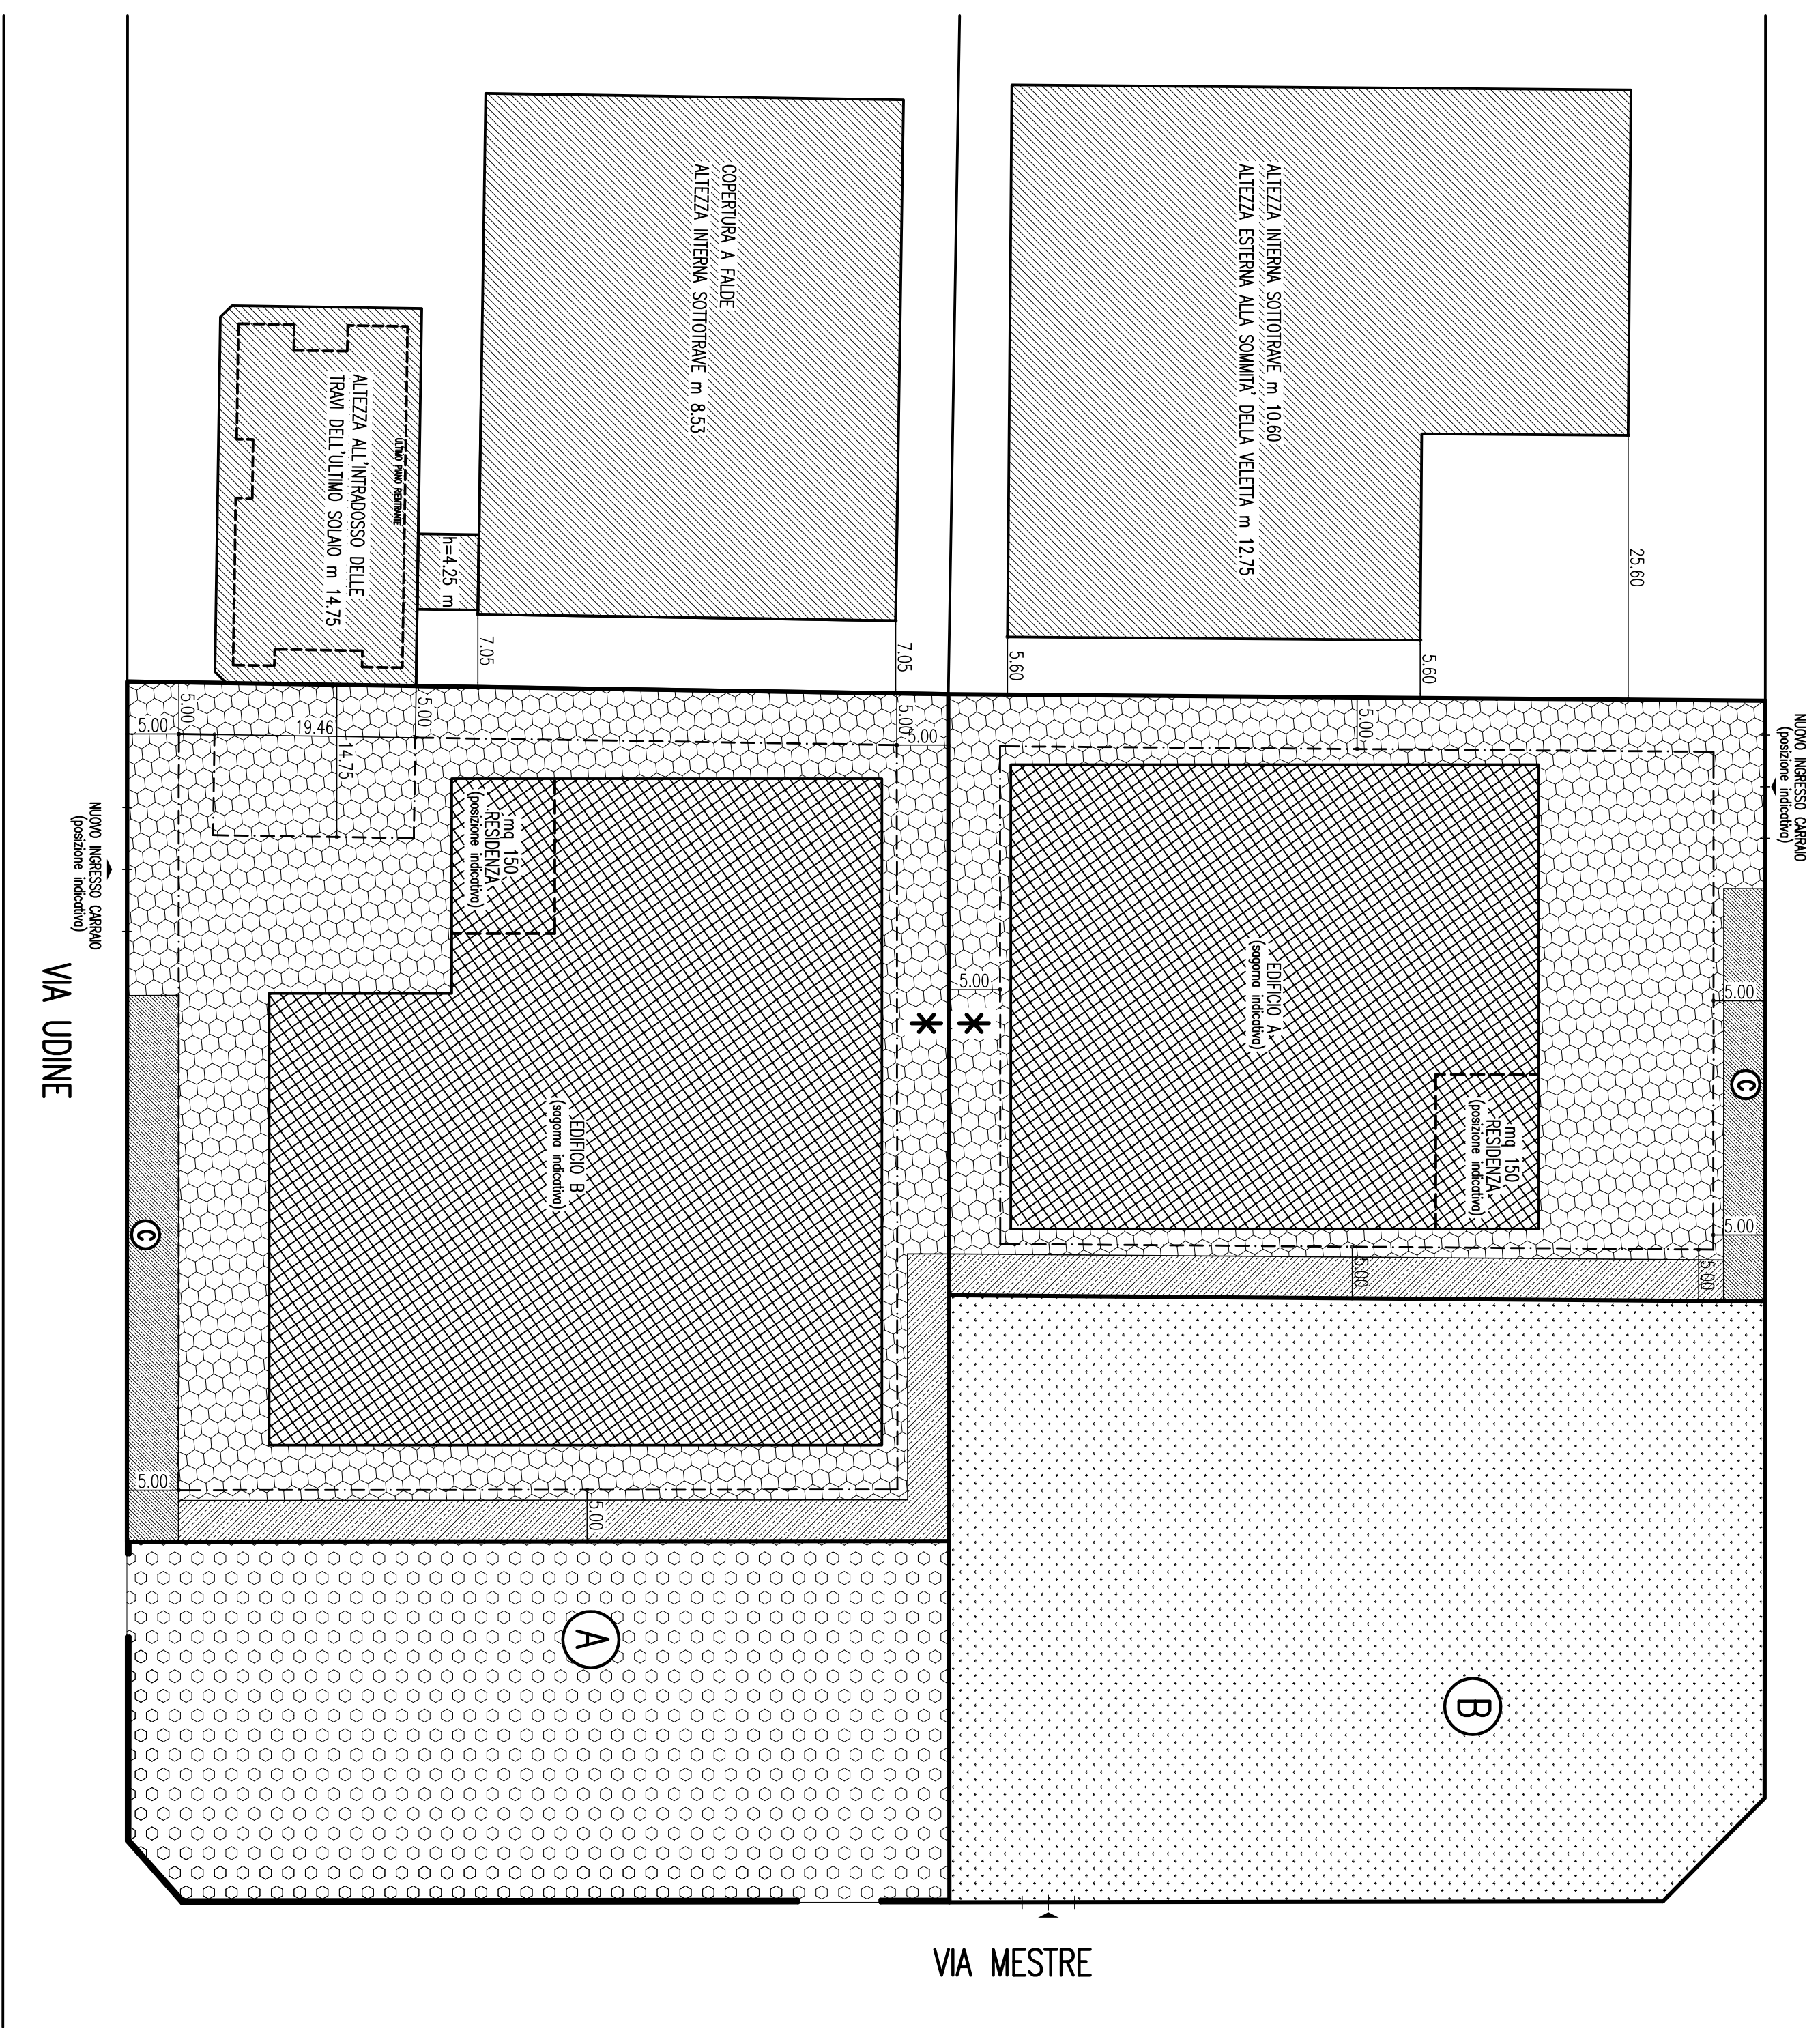 ALTEZZA INTERNA SOTTOTRAVE m 10.60
ALTEZZA ESTERNA ALLA SOMMITA' DELLA VELETTA m 12.75
25.60
5.60
5.60
COPERTURA A FALDE
ALTEZZA INTERNA SOTTOTRAVE m 8.53
7.05
7.05
h=4.25 m
ULTIMO PIANO RIENTRANTE
ALTEZZA ALL'INTRADOSSO DELLE
TRAVI DELL'ULTIMO SOLAIO m 14.75
NUOVO INGRESSO CARRAIO
(posizione indicativa)
5.00
5.00
5.00
5.00
5.00
5.00
19.46
14.75
mq 150
RESIDENZA
(posizione indicativa)
NUOVO INGRESSO CARRAIO
(posizione indicativa)
EDIFICIO A
(sagoma indicativa)
5.00
5.00
*
*
C
mq 150
RESIDENZA
(posizione indicativa)
EDIFICIO B
(sagoma indicativa)
5.00
5.00
5.00
C
5.00
5.00
VIA UDINE
A
B
VIA MESTRE